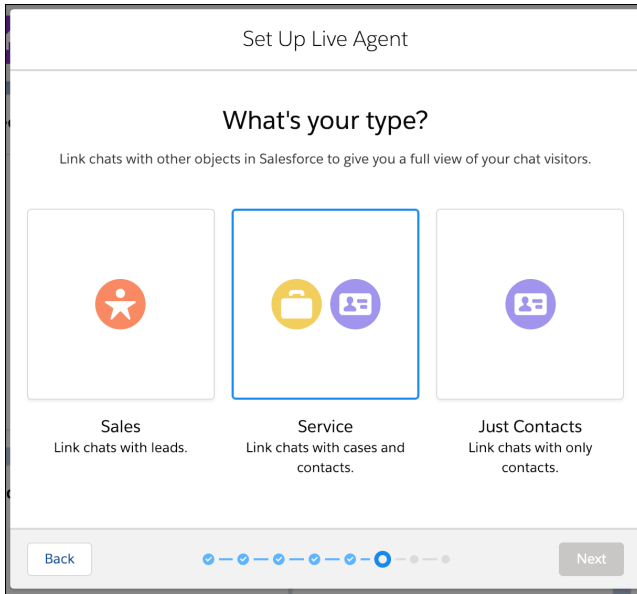 Set Up Live Agent
What's your type?
Link chats with other objects in Salesforce to give you a full view of your chat visitors.
Sales
Link chats with leads.
Service
Link chats with cases and
contacts.
Just Contacts
Link chats with only
contacts.
Back
Next